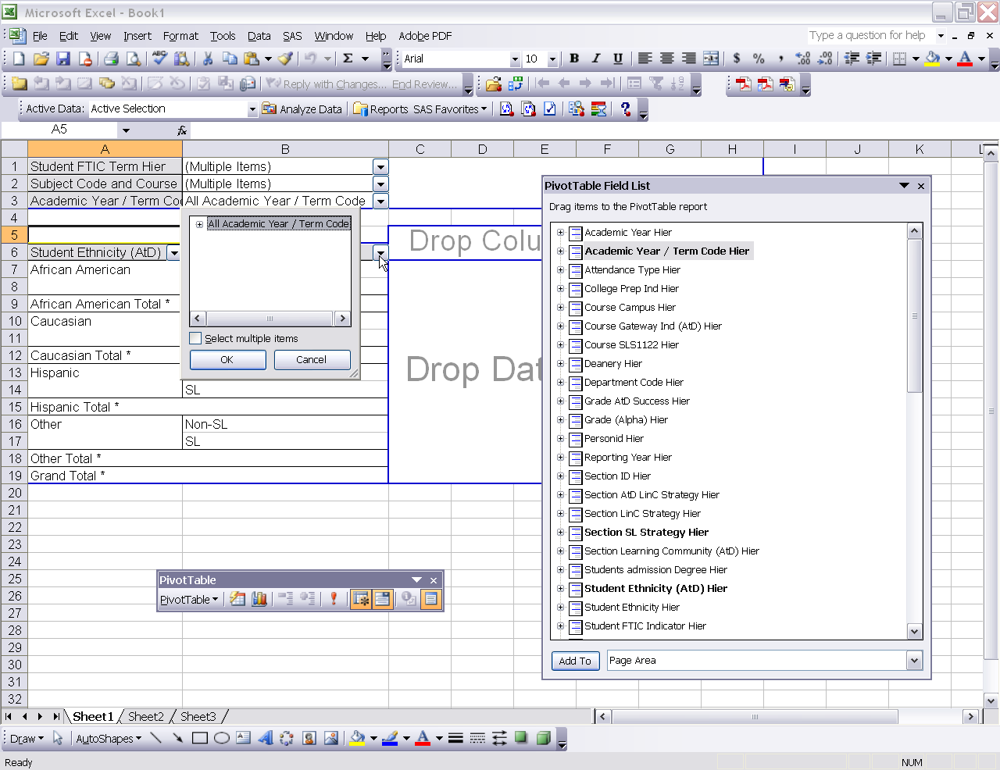 Microsoft Excel - Book1
File Edit View Insert Format Tools Data SAS Window Help Adobe PDF
Type a question for help
Arial 10 B I U $ % ,
Reply with Changes... End Review...
Active Data: Active Selection Analyze Data Reports SAS Favorites
A5 fx
A B C D E F G H I J K L
1 Student FTIC Term Hier (Multiple Items)
2 Subject Code and Course (Multiple Items)
3 Academic Year / Term Co All Academic Year / Term Code
4
5 Drop Colu
6 Student Ethnicity (AtD)
7 African American
8
9 African American Total *
10 Caucasian
11
12 Caucasian Total *
13 Hispanic
14 SL
15 Hispanic Total *
16 Other Non-SL
17 SL
18 Other Total *
19 Grand Total *
20
21
22
23
24
25
26
27
28
29
30
31
32
Drop Dat
All Academic Year / Term Code
Select multiple items
OK Cancel
PivotTable Field List
Drag items to the PivotTable report
Academic Year Hier
Academic Year / Term Code Hier
Attendance Type Hier
College Prep Ind Hier
Course Campus Hier
Course Gateway Ind (AtD) Hier
Course SLS1122 Hier
Deanery Hier
Department Code Hier
Grade AtD Success Hier
Grade (Alpha) Hier
Personid Hier
Reporting Year Hier
Section ID Hier
Section AtD LinC Strategy Hier
Section LinC Strategy Hier
Section SL Strategy Hier
Section Learning Community (AtD) Hier
Students admission Degree Hier
Student Ethnicity (AtD) Hier
Student Ethnicity Hier
Student FTIC Indicator Hier
Add To Page Area
PivotTable
PivotTable
Sheet1 Sheet2 Sheet3
Draw AutoShapes
Ready NUM